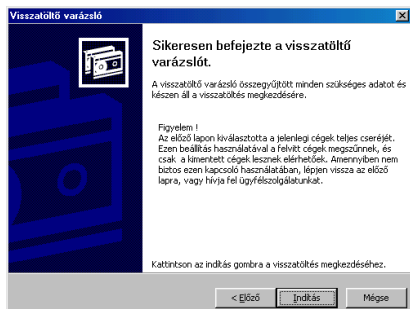 Visszatöltő varázsló
Sikeresen befejezte a visszatöltő
varázslót.
A visszatöltő varázsló összegyűjtött minden szükséges adatot és
készen áll a visszatöltés megkezdésére.
Figyelem !
Az előző lapon kiválasztotta a jelenlegi cégek teljes cseréjét.
Ezen beállítás használatával a felvitt cégek megszűnnek, és
csak a kimentett cégek lesznek elérhetőek. Amennyiben nem
biztos ezen kapcsoló használatában, lépjen vissza az előző
lapra, vagy hívja fel ügyfélszolgálatunkat.
Kattintson az indítás gombra a visszatöltés megkezdéséhez.
< Előző Indítás Mégse